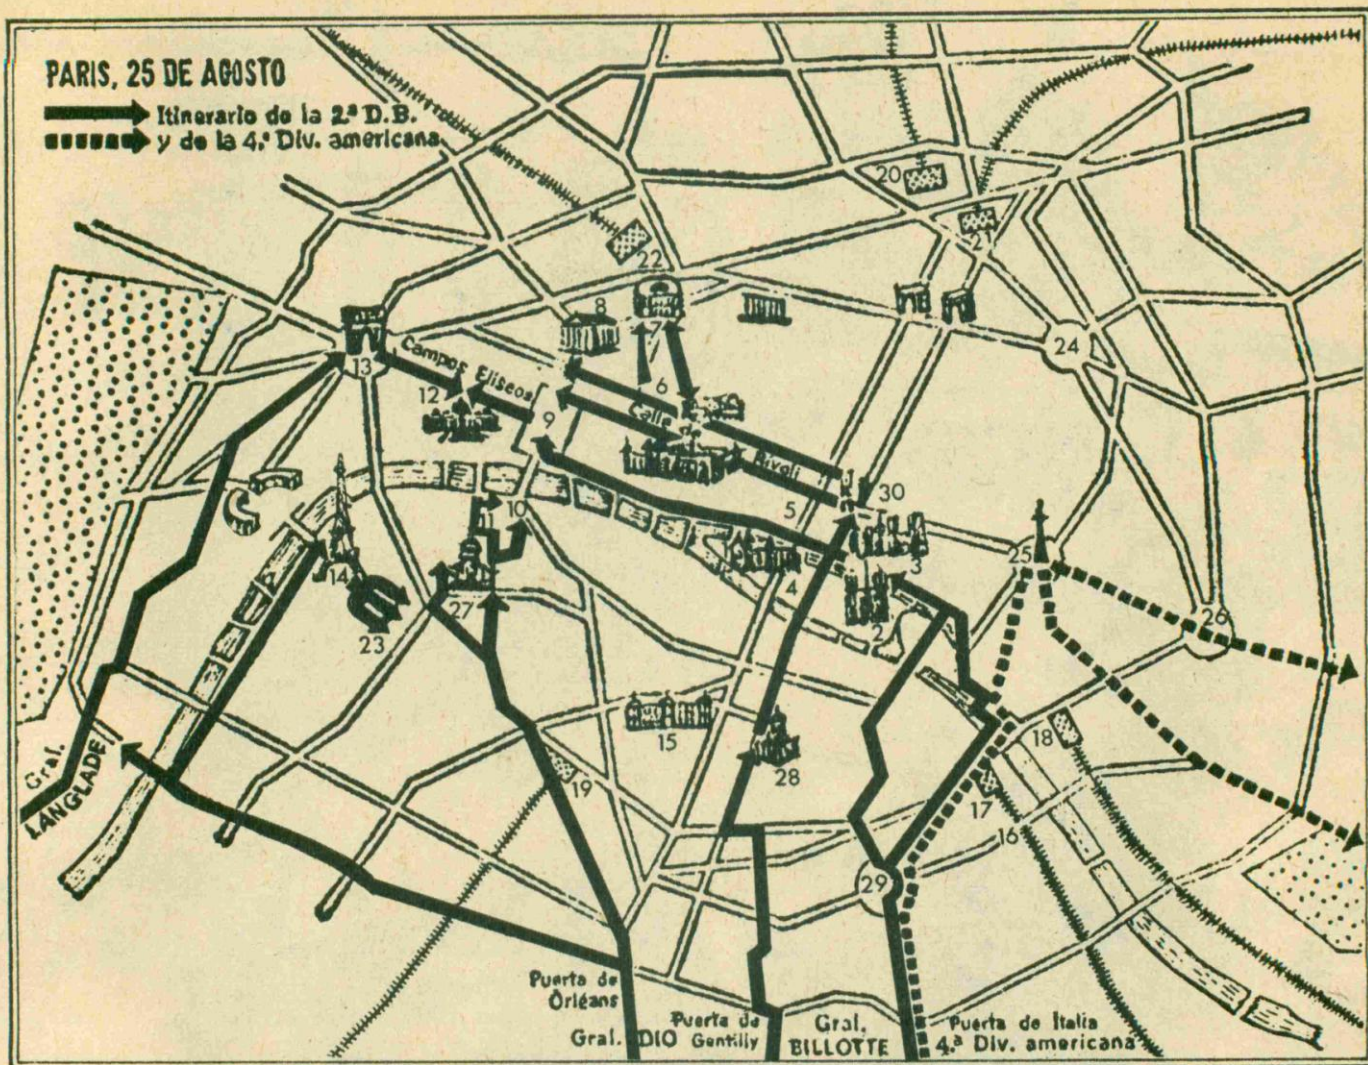 PARIS, 25 DE AGOSTO
Itinerario de la 2.ª D.B.
y de la 4.ª Div. americana
20
21
22
8
7
24
13
Campos Elíseos
12
6
9
Calle de
Rivoli
30
5
10
11
3
25
14
4
27
2
26
23
15
18
28
19
17
16
Gral.
LANGLADE
29
Puerta de
Orléans
Gral. DIO
Puerta de
Gentilly
Gral.
BILLOTTE
Puerta de Italia
4.ª Div. americana